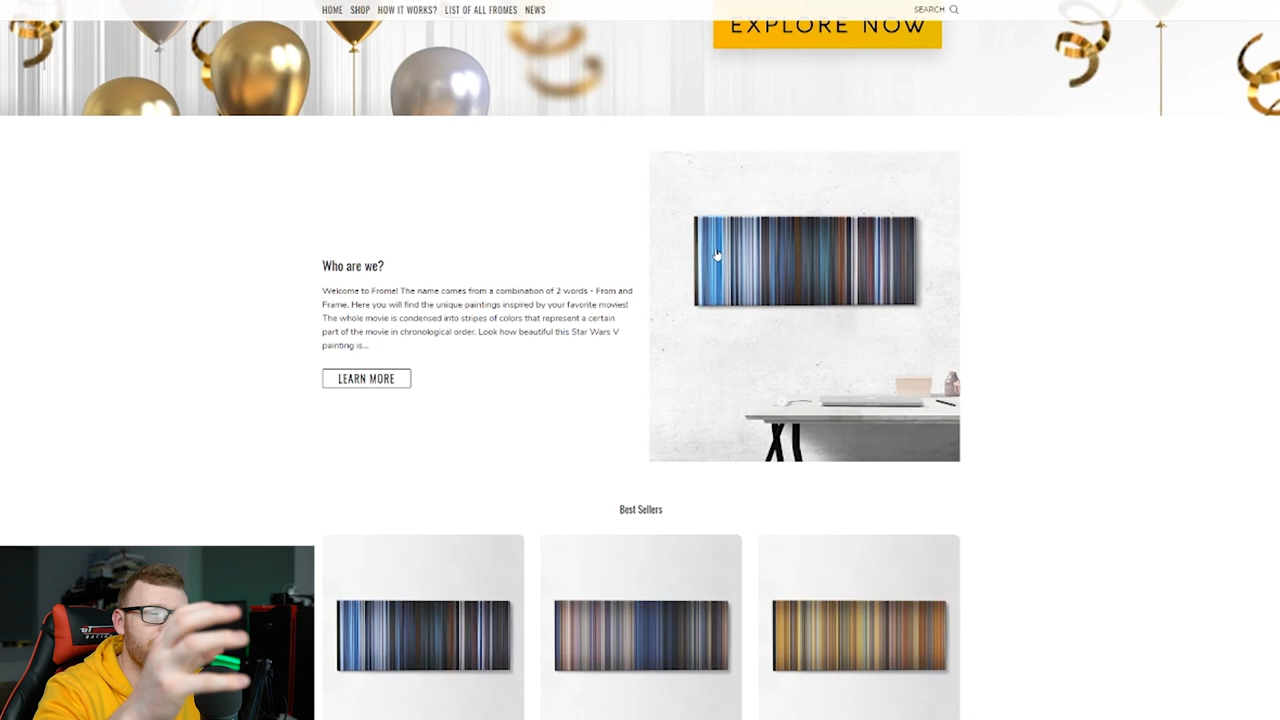 HOME SHOP HOW IT WORKS? LIST OF ALL FROMES NEWS SEARCH
EXPLORE NOW
Who are we?
Welcome to Frome! The name comes from a combination of 2 words - From and
Frame. Here you will find the unique paintings inspired by your favorite movies!
The whole movie is condensed into stripes of colors that represent a certain
part of the movie in chronological order. Look how beautiful this Star Wars V
painting is...
LEARN MORE
Best Sellers